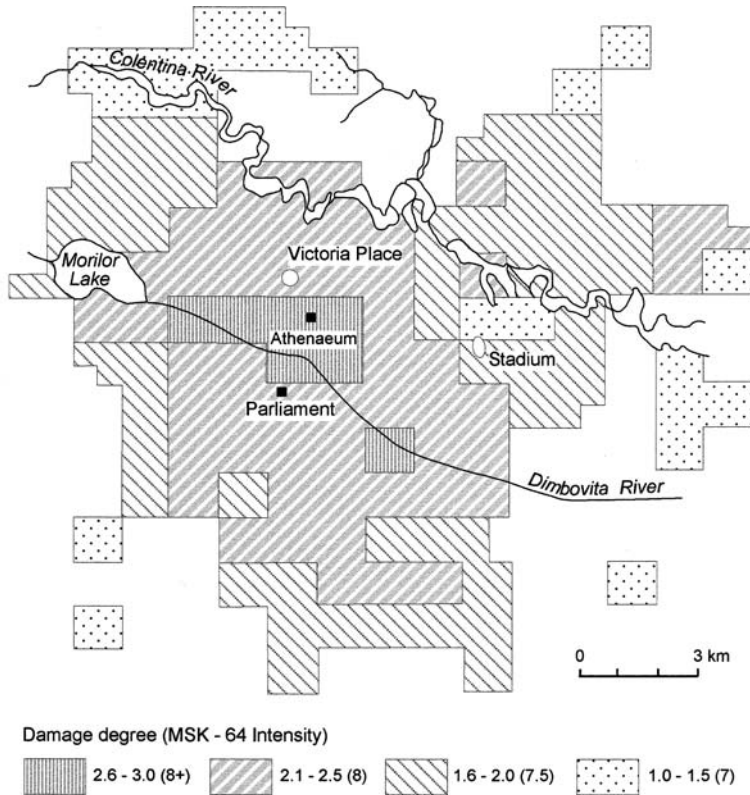 Colentina River
Victoria Place
Morilor
Lake
Athenaeum
Stadium
Parliament
Dimbovita River
0 3 km
Damage degree (MSK - 64 Intensity)
2.6 - 3.0 (8+) 2.1 - 2.5 (8) 1.6 - 2.0 (7.5) 1.0 - 1.5 (7)